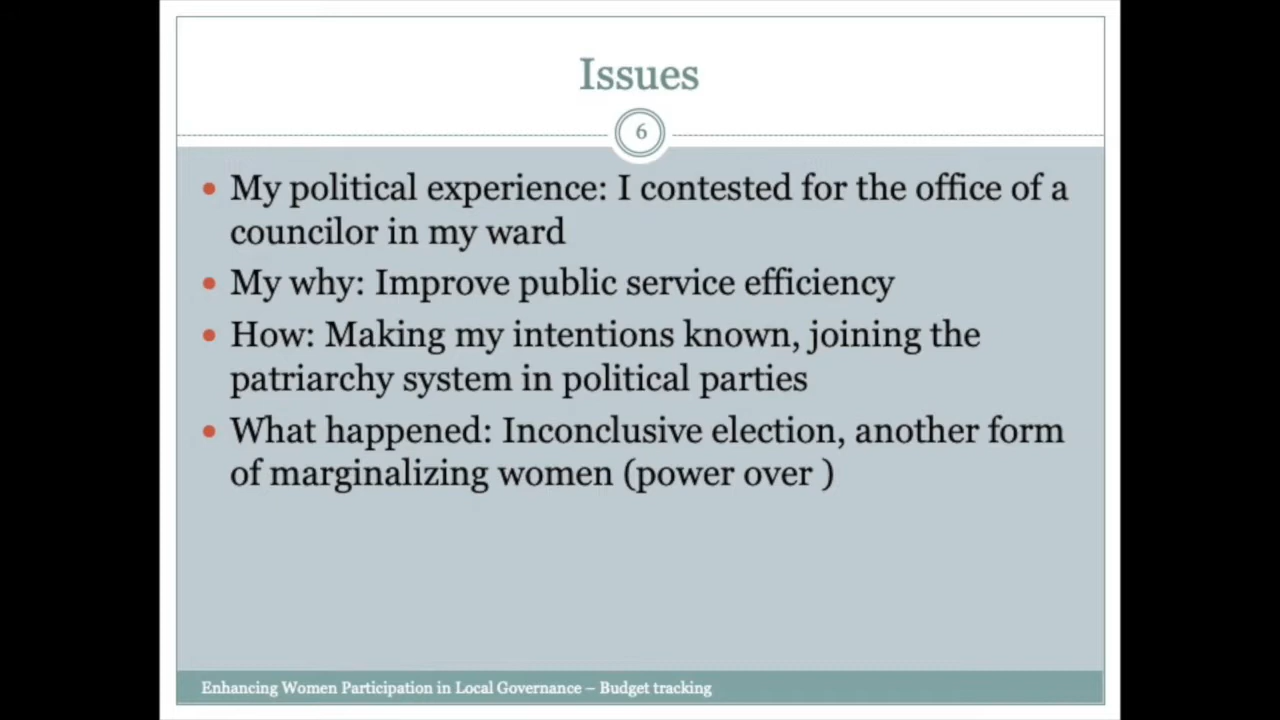 Issues
6
• My political experience: I contested for the office of a
councilor in my ward
• My why: Improve public service efficiency
• How: Making my intentions known, joining the
patriarchy system in political parties
• What happened: Inconclusive election, another form
of marginalizing women (power over )
Enhancing Women Participation in Local Governance – Budget tracking